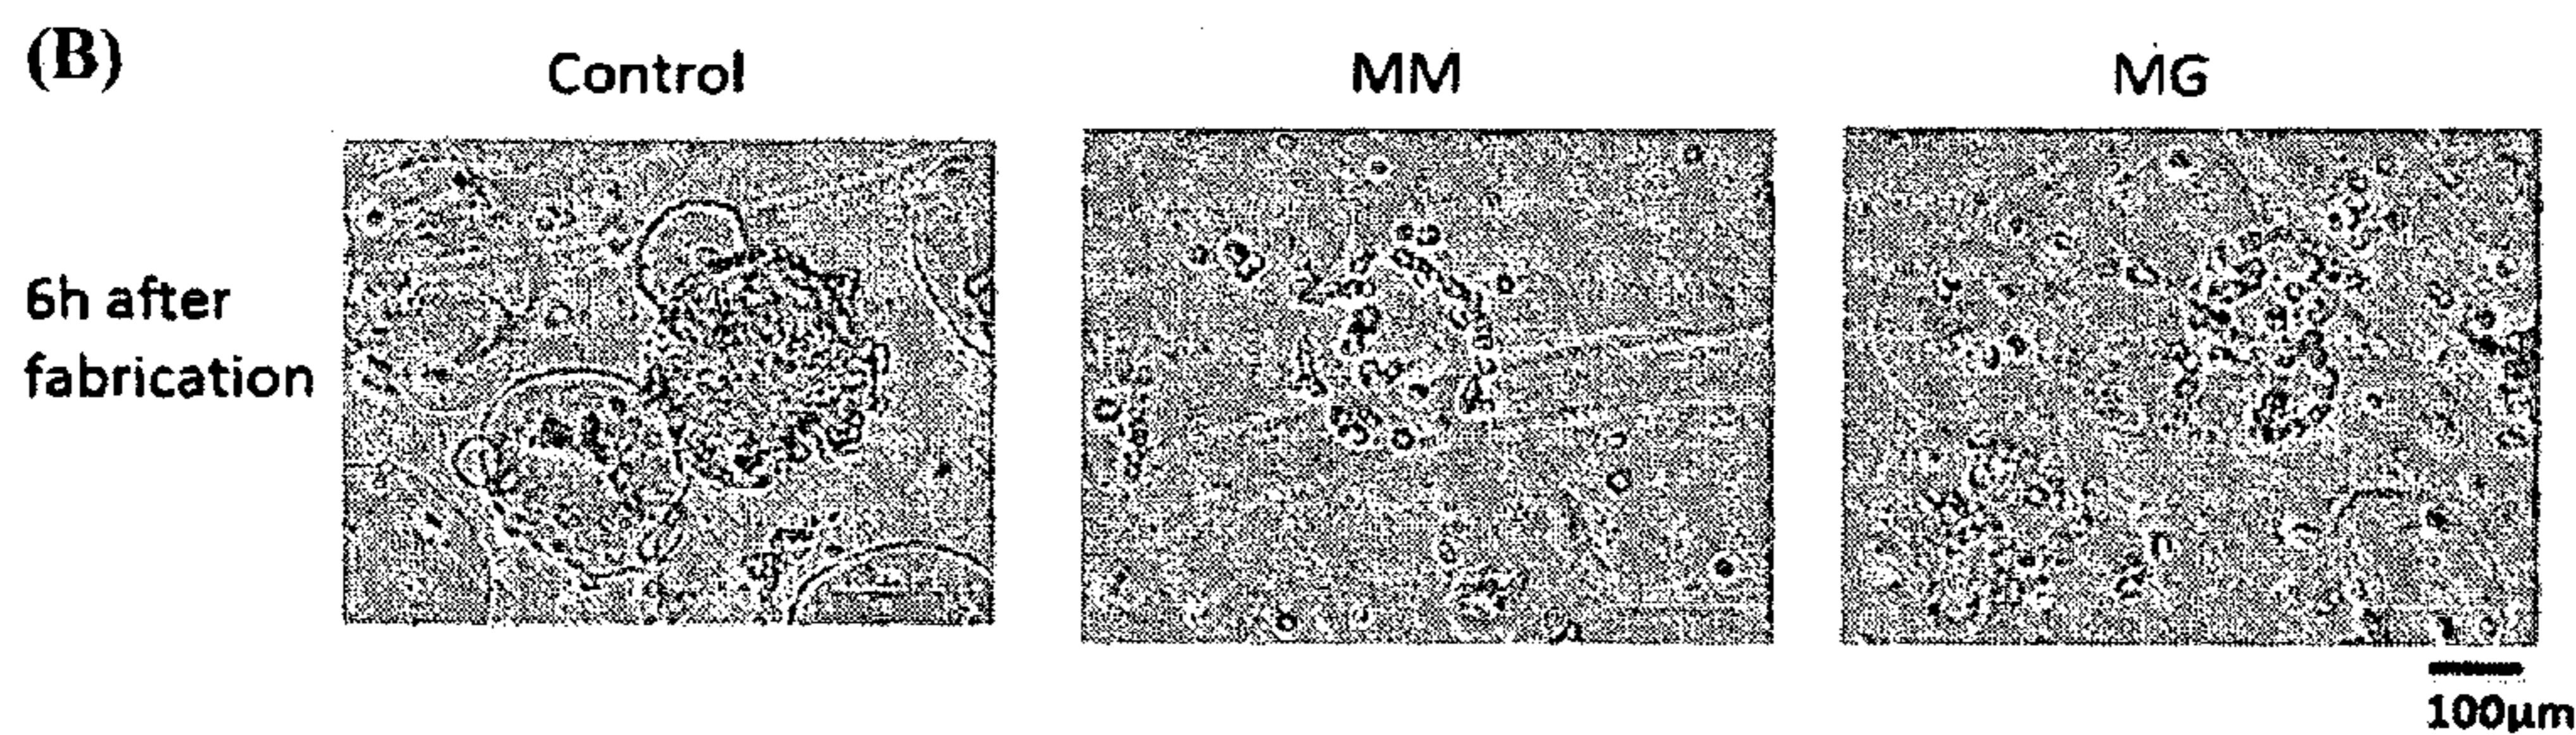 (B)
Control
MM
MG
6h after
fabrication
100μm